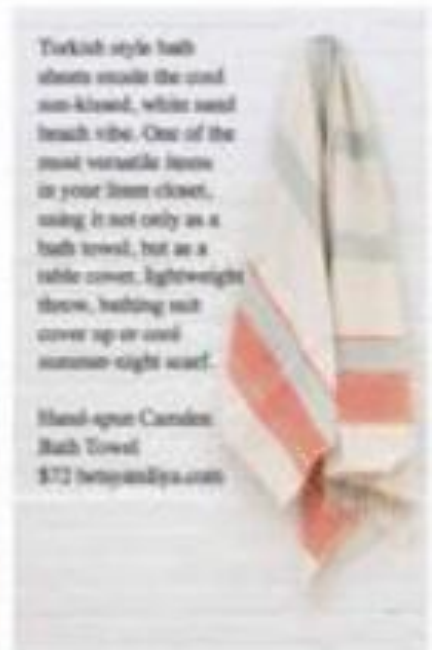 Turkish style bath
sheets exude the cool
sun-kissed, white sand
beach vibe. One of the
most versatile items
in your linen closet,
using it not only as a
bath towel, but as a
table cover, lightweight
throw, bathing suit
cover up or cool
summer-night scarf.
Hand-spun Camden
Bath Towel
$72